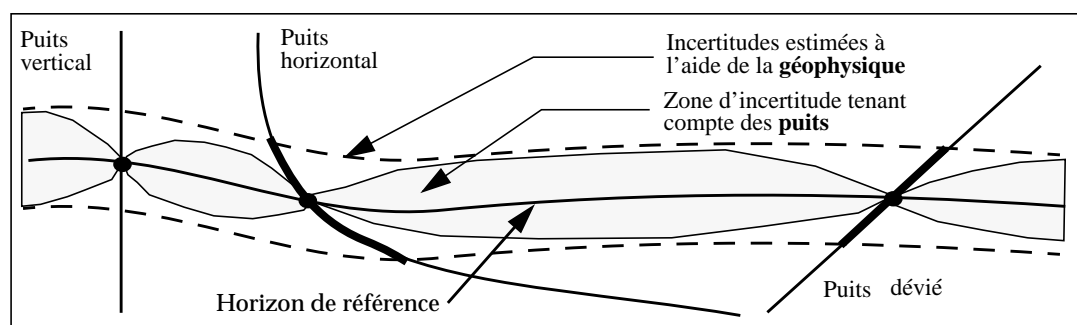 Puits
vertical
Puits
horizontal
Incertitudes estimées à
l'aide de la géophysique
Zone d'incertitude tenant
compte des puits
Horizon de référence
Puits dévié